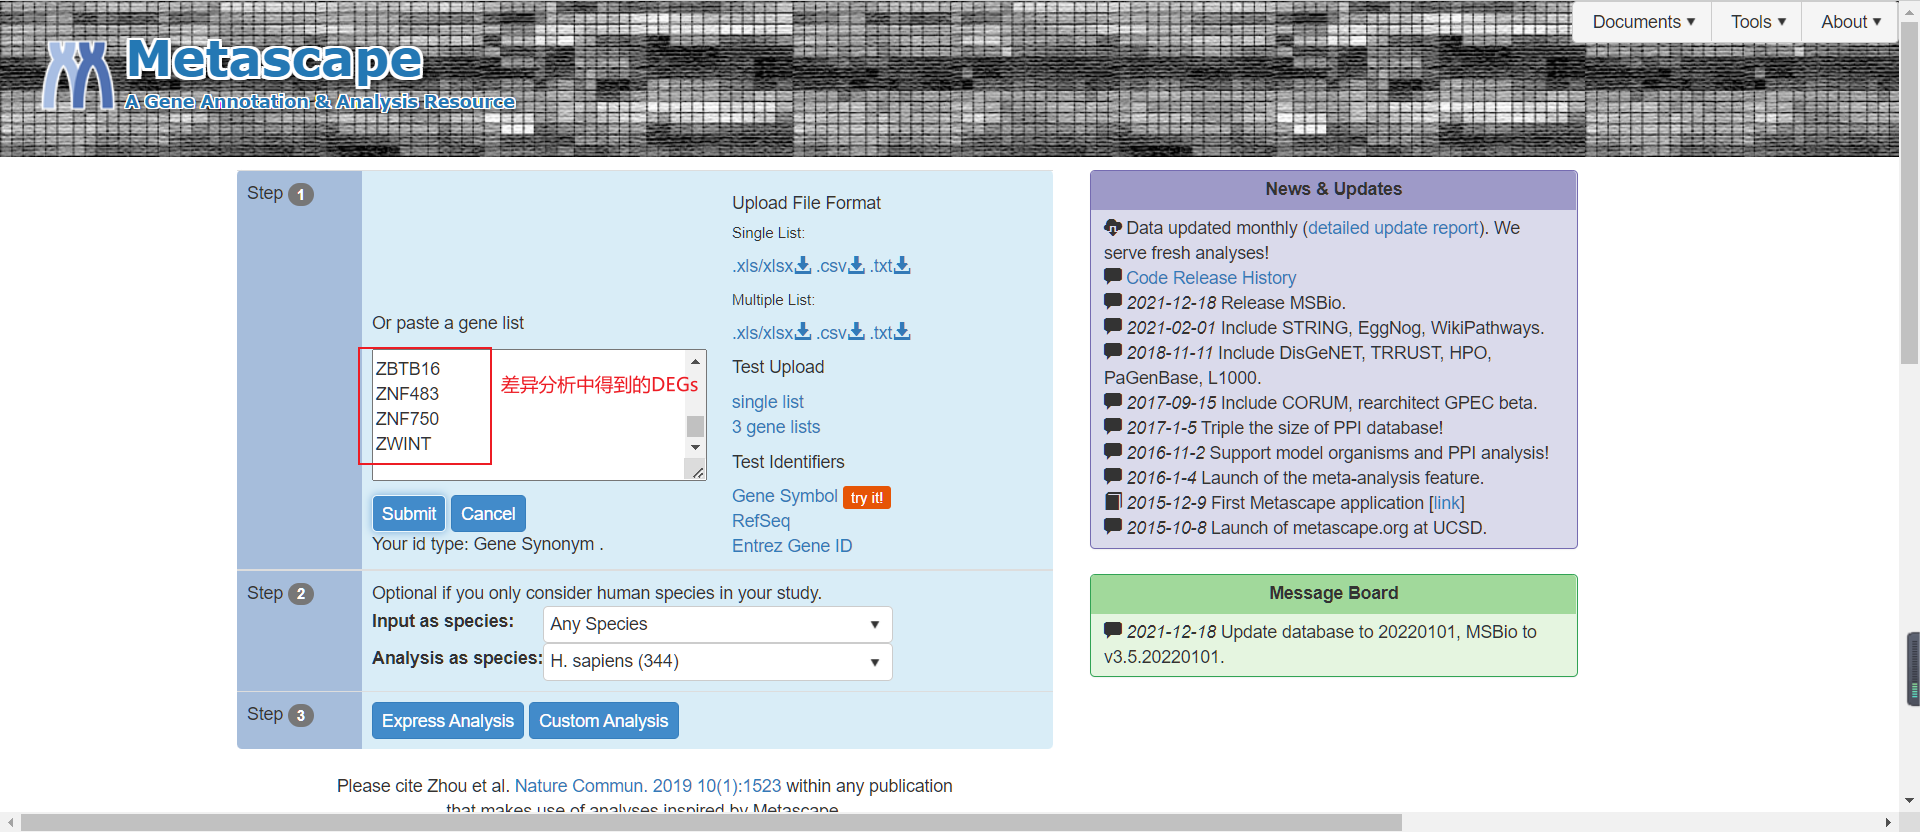 Documents ▾ Tools ▾ About ▾
Metascape
A Gene Annotation & Analysis Resource
Step 1
Or paste a gene list
ZBTB16
ZNF483
ZNF750
ZWINT
差异分析中得到的DEGs
Submit Cancel
Your id type: Gene Synonym .
Upload File Format
Single List:
.xls/xlsx .csv .txt
Multiple List:
.xls/xlsx .csv .txt
Test Upload
single list
3 gene lists
Test Identifiers
Gene Symbol try it!
RefSeq
Entrez Gene ID
Step 2
Optional if you only consider human species in your study.
Input as species: Any Species
Analysis as species: H. sapiens (344)
Step 3
Express Analysis Custom Analysis
Please cite Zhou et al. Nature Commun. 2019 10(1):1523 within any publication
that makes use of analyses inspired by Metascape
News & Updates
Data updated monthly (detailed update report). We
serve fresh analyses!
Code Release History
2021-12-18 Release MSBio.
2021-02-01 Include STRING, EggNog, WikiPathways.
2018-11-11 Include DisGeNET, TRRUST, HPO,
PaGenBase, L1000.
2017-09-15 Include CORUM, rearchitect GPEC beta.
2017-1-5 Triple the size of PPI database!
2016-11-2 Support model organisms and PPI analysis!
2016-1-4 Launch of the meta-analysis feature.
2015-12-9 First Metascape application [link]
2015-10-8 Launch of metascape.org at UCSD.
Message Board
2021-12-18 Update database to 20220101, MSBio to
v3.5.20220101.